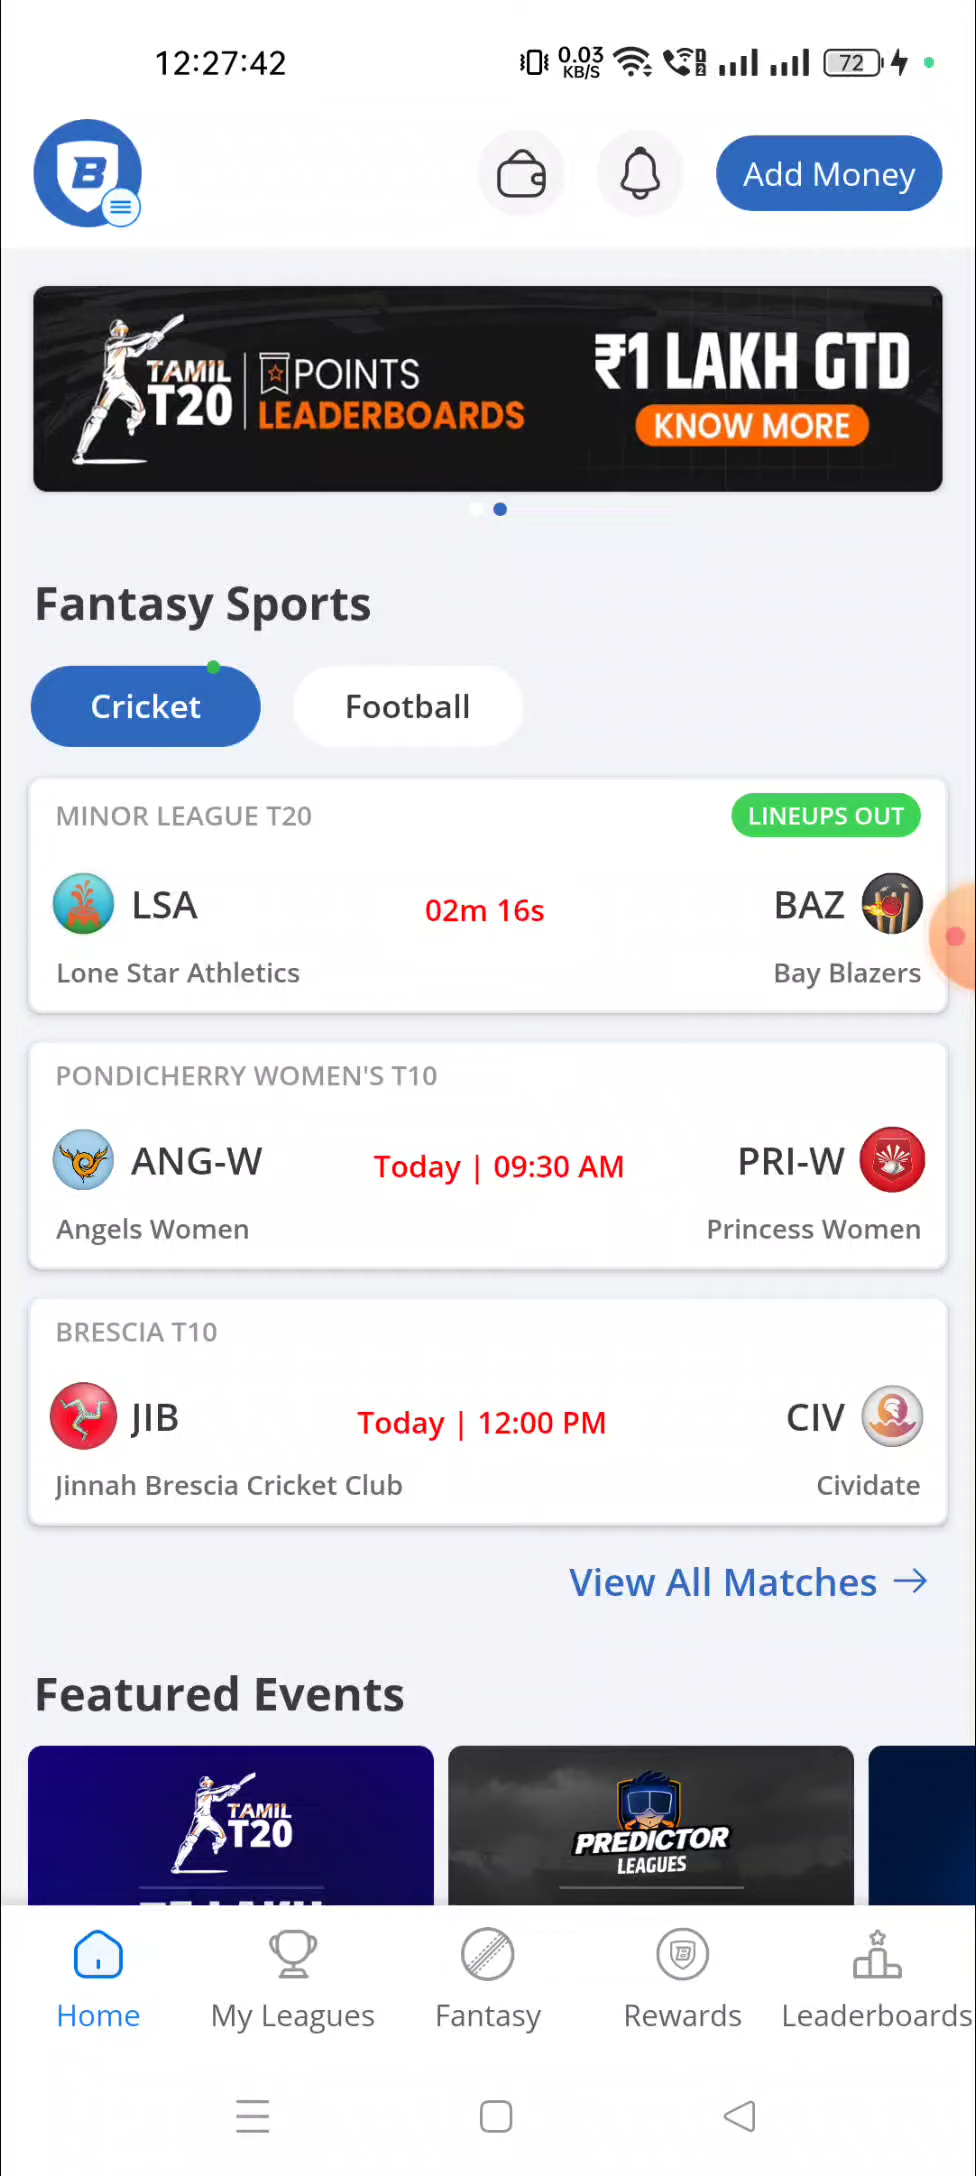 12:27:42
0.03 KB/S
72
B
Add Money
TAMIL T20
POINTS LEADERBOARDS
₹1 LAKH GTD
KNOW MORE
Fantasy Sports
Cricket
Football
MINOR LEAGUE T20
LINEUPS OUT
LSA
02m 16s
BAZ
Lone Star Athletics
Bay Blazers
PONDICHERRY WOMEN'S T10
ANG-W
Today | 09:30 AM
PRI-W
Angels Women
Princess Women
BRESCIA T10
JIB
Today | 12:00 PM
CIV
Jinnah Brescia Cricket Club
Cividate
View All Matches
Featured Events
TAMIL
T20
PREDICTOR
LEAGUES
Home
My Leagues
Fantasy
Rewards
Leaderboards